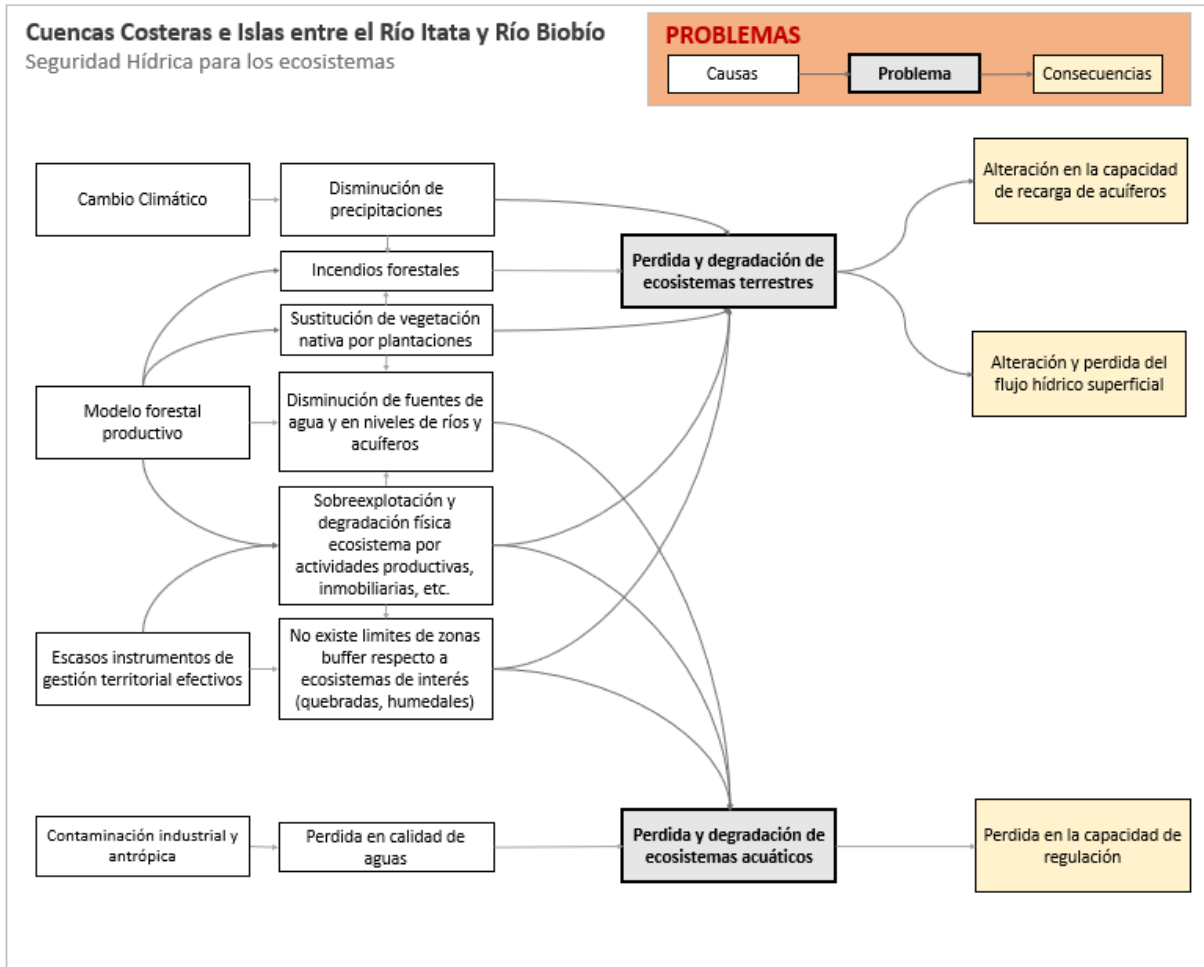 Cuencas Costeras e Islas entre el Río Itata y Río Biobío
Seguridad Hídrica para los ecosistemas
PROBLEMAS
Causas
Problema
Consecuencias
Cambio Climático
Disminución de
precipitaciones
Incendios forestales
Sustitución de vegetación
nativa por plantaciones
Modelo forestal
productivo
Disminución de fuentes de
agua y en niveles de ríos y
acuíferos
Sobreexplotación y
degradación física
ecosistema por
actividades productivas,
inmobiliarias, etc.
Escasos instrumentos de
gestión territorial efectivos
No existe limites de zonas
buffer respecto a
ecosistemas de interés
(quebradas, humedales)
Contaminación industrial y
antrópica
Perdida en calidad de
aguas
Perdida y degradación de
ecosistemas terrestres
Perdida y degradación de
ecosistemas acuáticos
Alteración en la capacidad
de recarga de acuíferos
Alteración y perdida del
flujo hídrico superficial
Perdida en la capacidad de
regulación